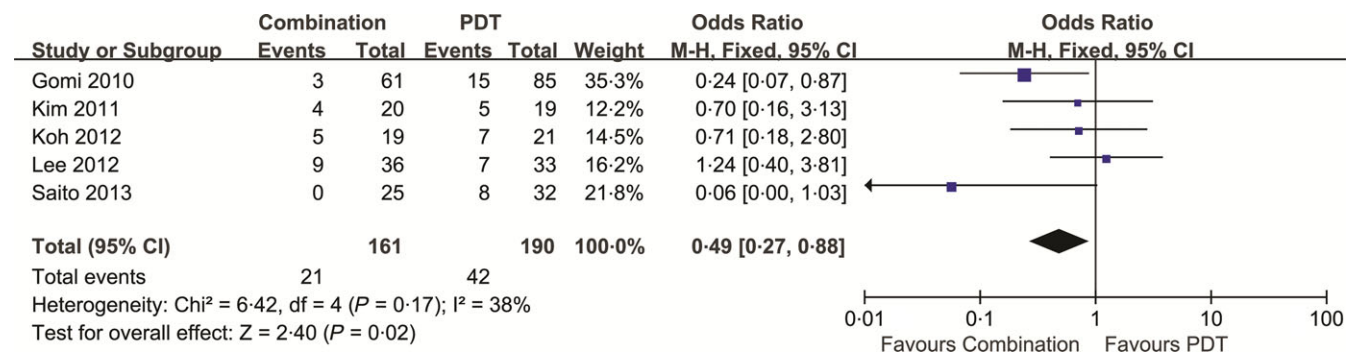 Combination PDT Odds Ratio Odds Ratio
Study or Subgroup Events Total Events Total Weight M-H, Fixed, 95% CI M-H, Fixed, 95% CI
Gomi 2010 3 61 15 85 35·3% 0·24 [0·07, 0·87]
Kim 2011 4 20 5 19 12·2% 0·70 [0·16, 3·13]
Koh 2012 5 19 7 21 14·5% 0·71 [0·18, 2·80]
Lee 2012 9 36 7 33 16·2% 1·24 [0·40, 3·81]
Saito 2013 0 25 8 32 21·8% 0·06 [0·00, 1·03]
Total (95% CI) 161 190 100·0% 0·49 [0·27, 0·88]
Total events 21 42
Heterogeneity: Chi² = 6·42, df = 4 (P = 0·17); I² = 38%
Test for overall effect: Z = 2·40 (P = 0·02)
0·01 0·1 1 10 100
Favours Combination Favours PDT